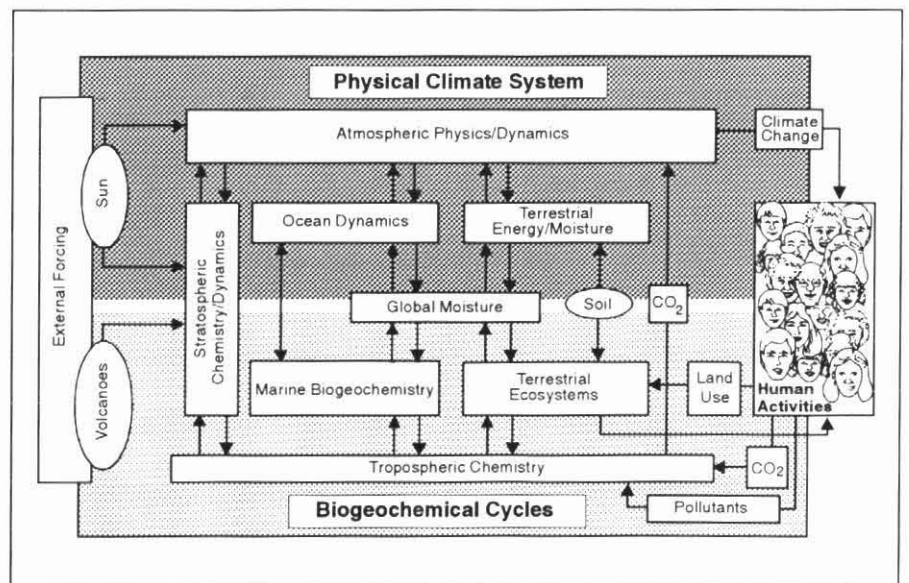 Physical Climate System
Atmospheric Physics/Dynamics
Climate
Change
External Forcing
Sun
Stratospheric
Chemistry/Dynamics
Ocean Dynamics
Terrestrial
Energy/Moisture
Global Moisture
Soil
CO2
Volcanoes
Marine Biogeochemistry
Terrestrial
Ecosystems
Land
Use
Human
Activities
Tropospheric Chemistry
CO2
Biogeochemical Cycles
Pollutants